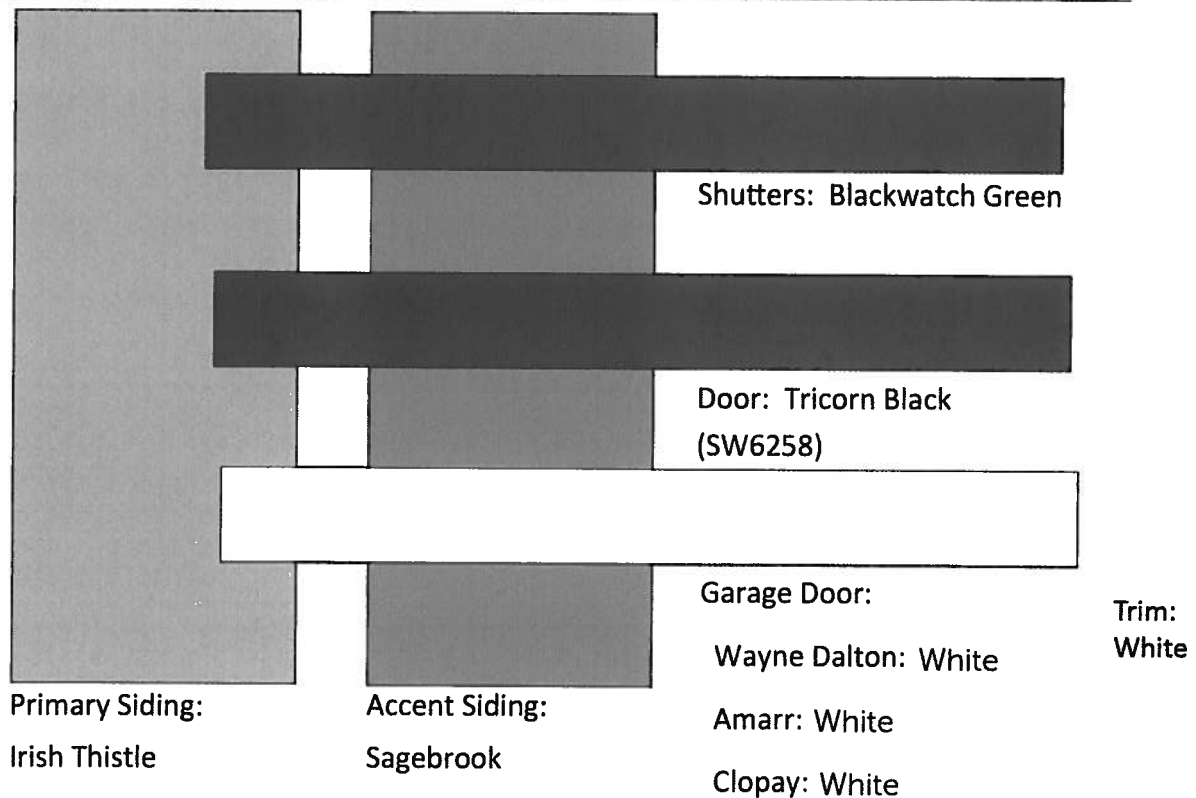 Shutters: Blackwatch Green
Door: Tricorn Black
(SW6258)
Garage Door:
Wayne Dalton: White
Amarr: White
Clopay: White
Trim:
White
Primary Siding:
Irish Thistle
Accent Siding:
Sagebrook